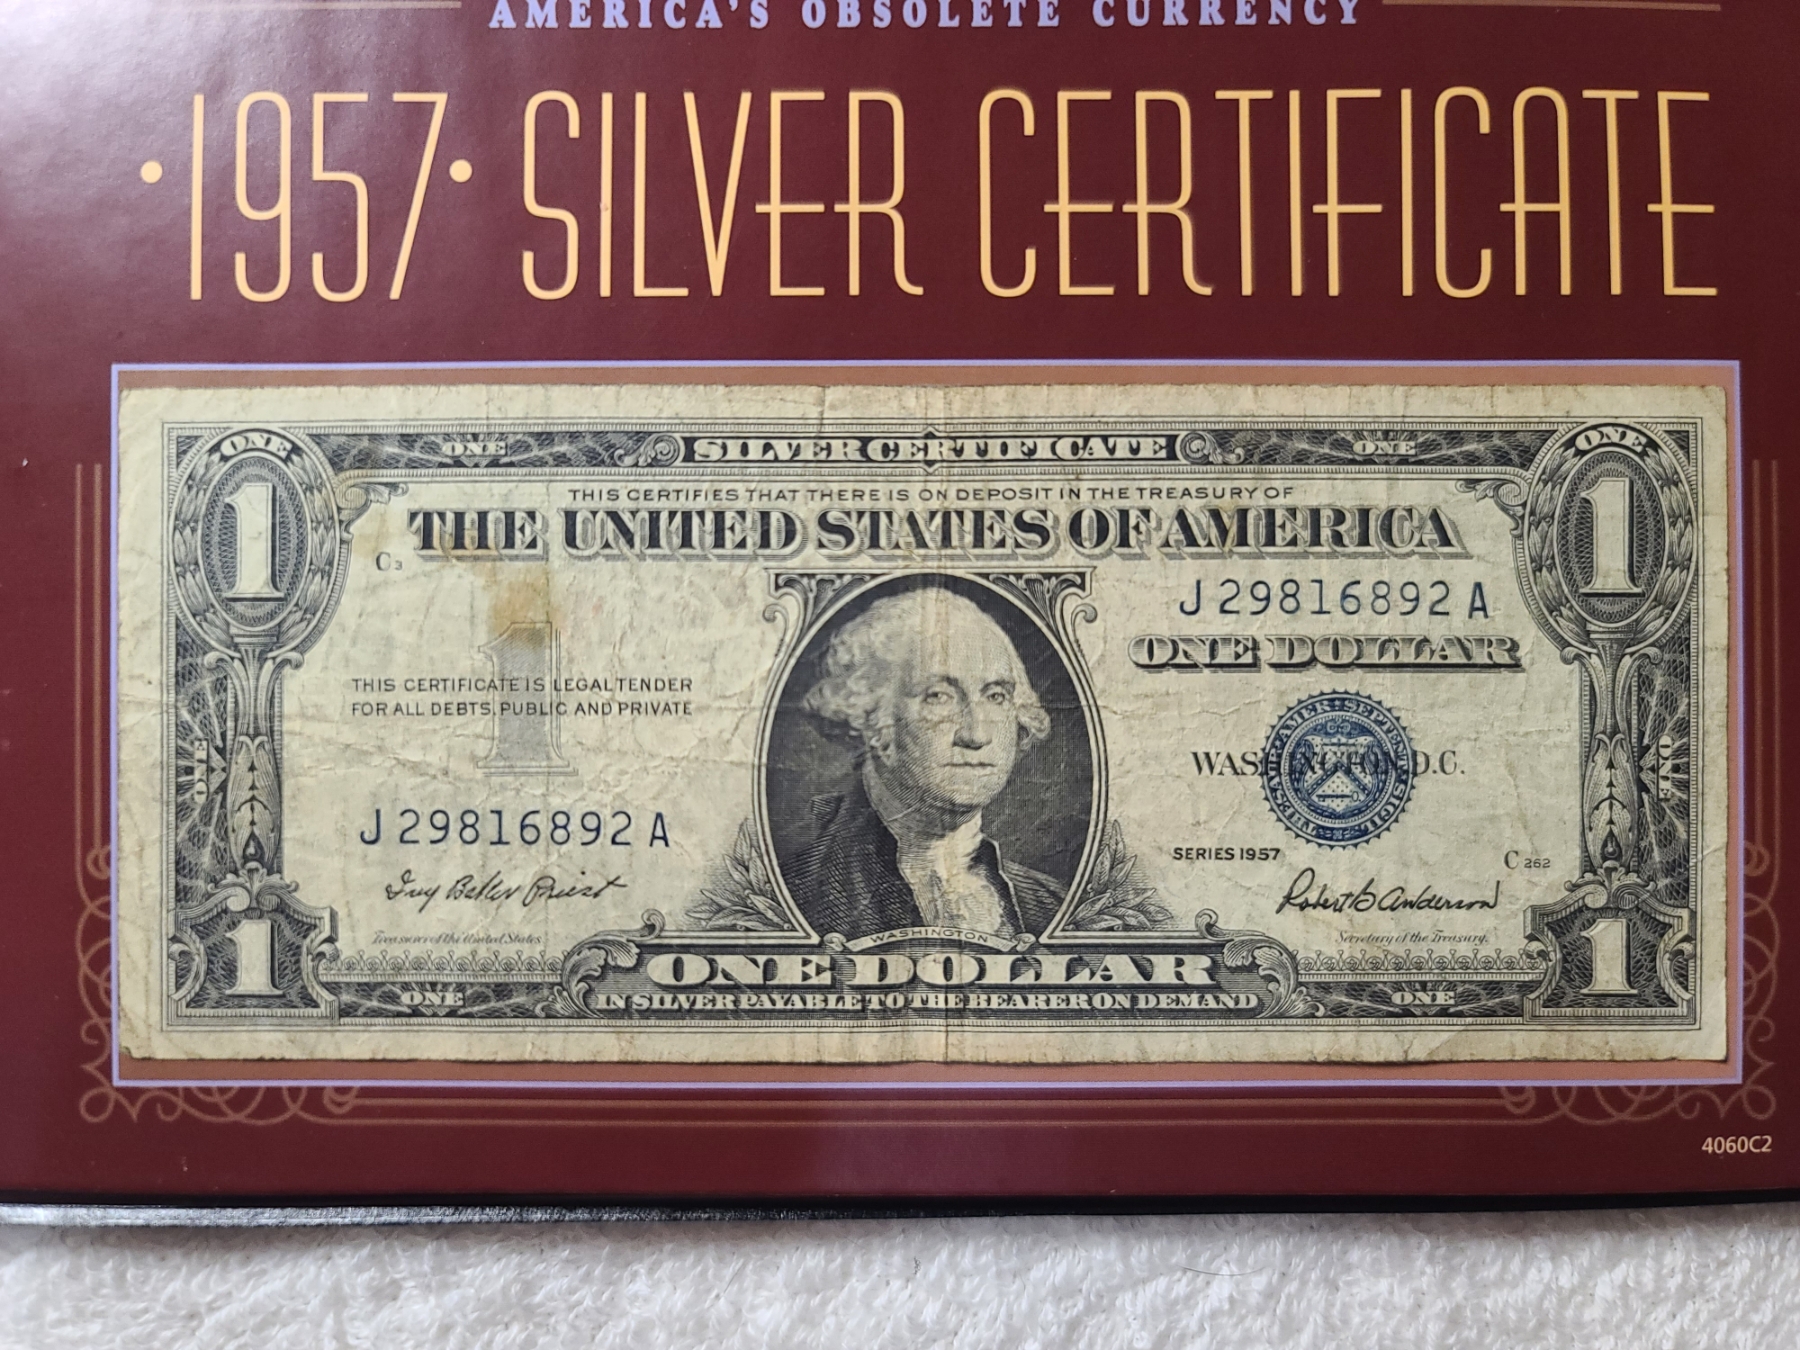 AMERICA'S OBSOLETE CURRENCY
·1957· SILVER CERTIFICATE
ONE ONE SILVER CERTIFICATE ONE ONE
1 1
THIS CERTIFIES THAT THERE IS ON DEPOSIT IN THE TREASURY OF
THE UNITED STATES OF AMERICA
C3
J 29816892 A
ONE DOLLAR
1
THIS CERTIFICATE IS LEGAL TENDER
FOR ALL DEBTS, PUBLIC AND PRIVATE
WASHINGTON, D.C.
ONE ONE
J 29816892 A
SERIES 1957
C 262
Ivy Baker Priest
Robert B Anderson
Treasurer of the United States.
WASHINGTON
Secretary of the Treasury.
1 ONE DOLLAR 1
ONE IN SILVER PAYABLE TO THE BEARER ON DEMAND ONE
4060C2